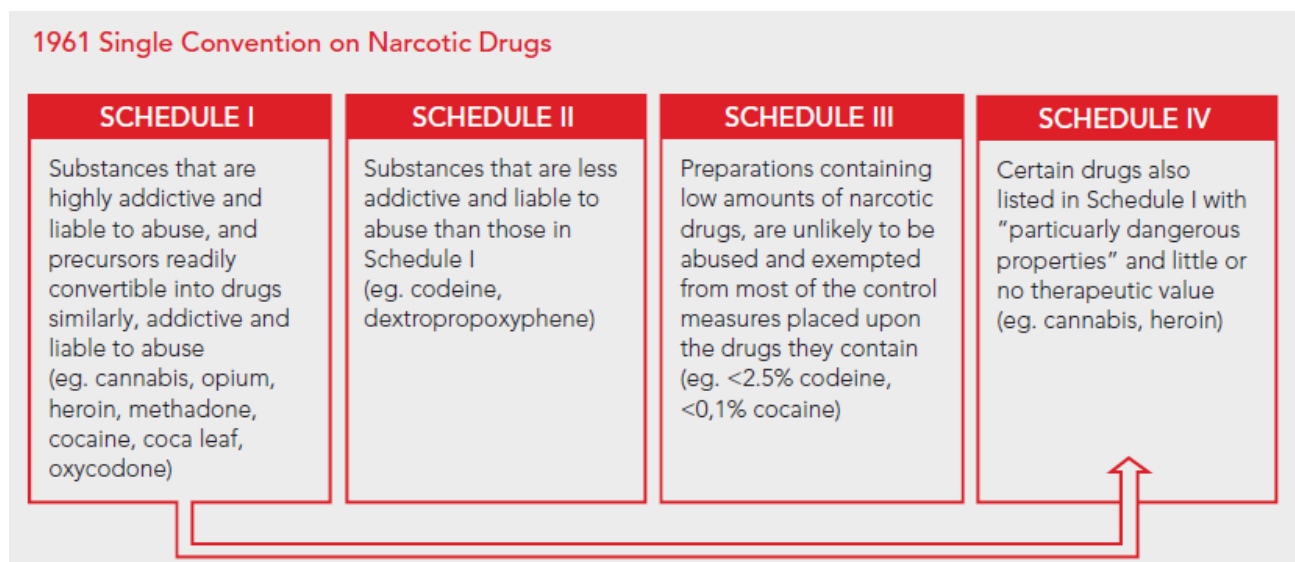 1961 Single Convention on Narcotic Drugs
SCHEDULE I
Substances that are
highly addictive and
liable to abuse, and
precursors readily
convertible into drugs
similarly, addictive and
liable to abuse
(eg. cannabis, opium,
heroin, methadone,
cocaine, coca leaf,
oxycodone)
SCHEDULE II
Substances that are less
addictive and liable to
abuse than those in
Schedule I
(eg. codeine,
dextropropoxyphene)
SCHEDULE III
Preparations containing
low amounts of narcotic
drugs, are unlikely to be
abused and exempted
from most of the control
measures placed upon
the drugs they contain
(eg. <2.5% codeine,
<0,1% cocaine)
SCHEDULE IV
Certain drugs also
listed in Schedule I with
“particuarly dangerous
properties” and little or
no therapeutic value
(eg. cannabis, heroin)